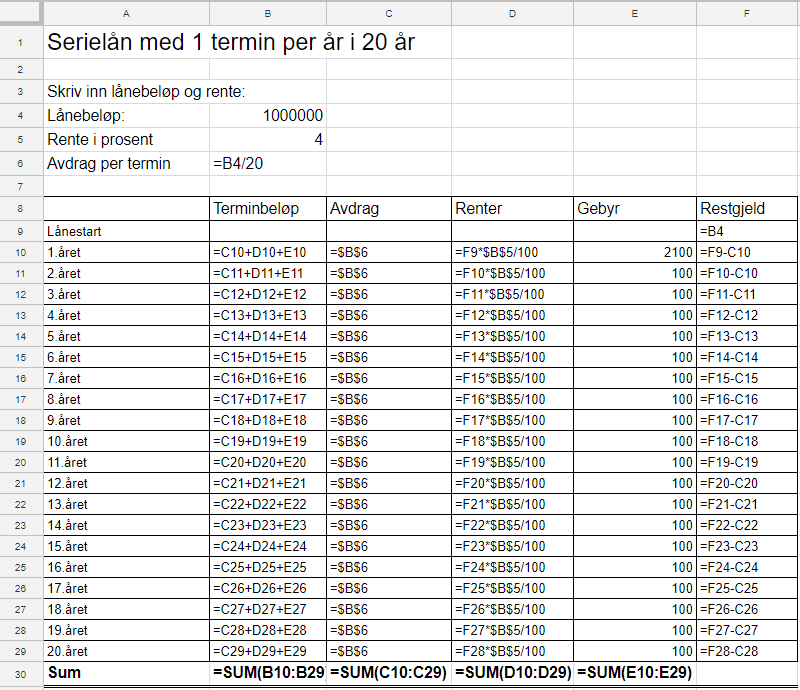 A B C D E F
1 Serielån med 1 termin per år i 20 år
2
3 Skriv inn lånebeløp og rente:
4 Lånebeløp: 1000000
5 Rente i prosent 4
6 Avdrag per termin =B4/20
7
8 Terminbeløp Avdrag Renter Gebyr Restgjeld
9 Lånestart =B4
10 1.året =C10+D10+E10 =$B$6 =F9*$B$5/100 2100 =F9-C10
11 2.året =C11+D11+E11 =$B$6 =F10*$B$5/100 100 =F10-C10
12 3.året =C12+D12+E12 =$B$6 =F11*$B$5/100 100 =F11-C11
13 4.året =C13+D13+E13 =$B$6 =F12*$B$5/100 100 =F12-C12
14 5.året =C14+D14+E14 =$B$6 =F13*$B$5/100 100 =F13-C13
15 6.året =C15+D15+E15 =$B$6 =F14*$B$5/100 100 =F14-C14
16 7.året =C16+D16+E16 =$B$6 =F15*$B$5/100 100 =F15-C15
17 8.året =C17+D17+E17 =$B$6 =F16*$B$5/100 100 =F16-C16
18 9.året =C18+D18+E18 =$B$6 =F17*$B$5/100 100 =F17-C17
19 10.året =C19+D19+E19 =$B$6 =F18*$B$5/100 100 =F18-C18
20 11.året =C20+D20+E20 =$B$6 =F19*$B$5/100 100 =F19-C19
21 12.året =C21+D21+E21 =$B$6 =F20*$B$5/100 100 =F20-C20
22 13.året =C22+D22+E22 =$B$6 =F21*$B$5/100 100 =F21-C21
23 14.året =C23+D23+E23 =$B$6 =F22*$B$5/100 100 =F22-C22
24 15.året =C24+D24+E24 =$B$6 =F23*$B$5/100 100 =F23-C23
25 16.året =C25+D25+E25 =$B$6 =F24*$B$5/100 100 =F24-C24
26 17.året =C26+D26+E26 =$B$6 =F25*$B$5/100 100 =F25-C25
27 18.året =C27+D27+E27 =$B$6 =F26*$B$5/100 100 =F26-C26
28 19.året =C28+D28+E28 =$B$6 =F27*$B$5/100 100 =F27-C27
29 20.året =C29+D29+E29 =$B$6 =F28*$B$5/100 100 =F28-C28
30 Sum =SUM(B10:B29 =SUM(C10:C29) =SUM(D10:D29) =SUM(E10:E29)